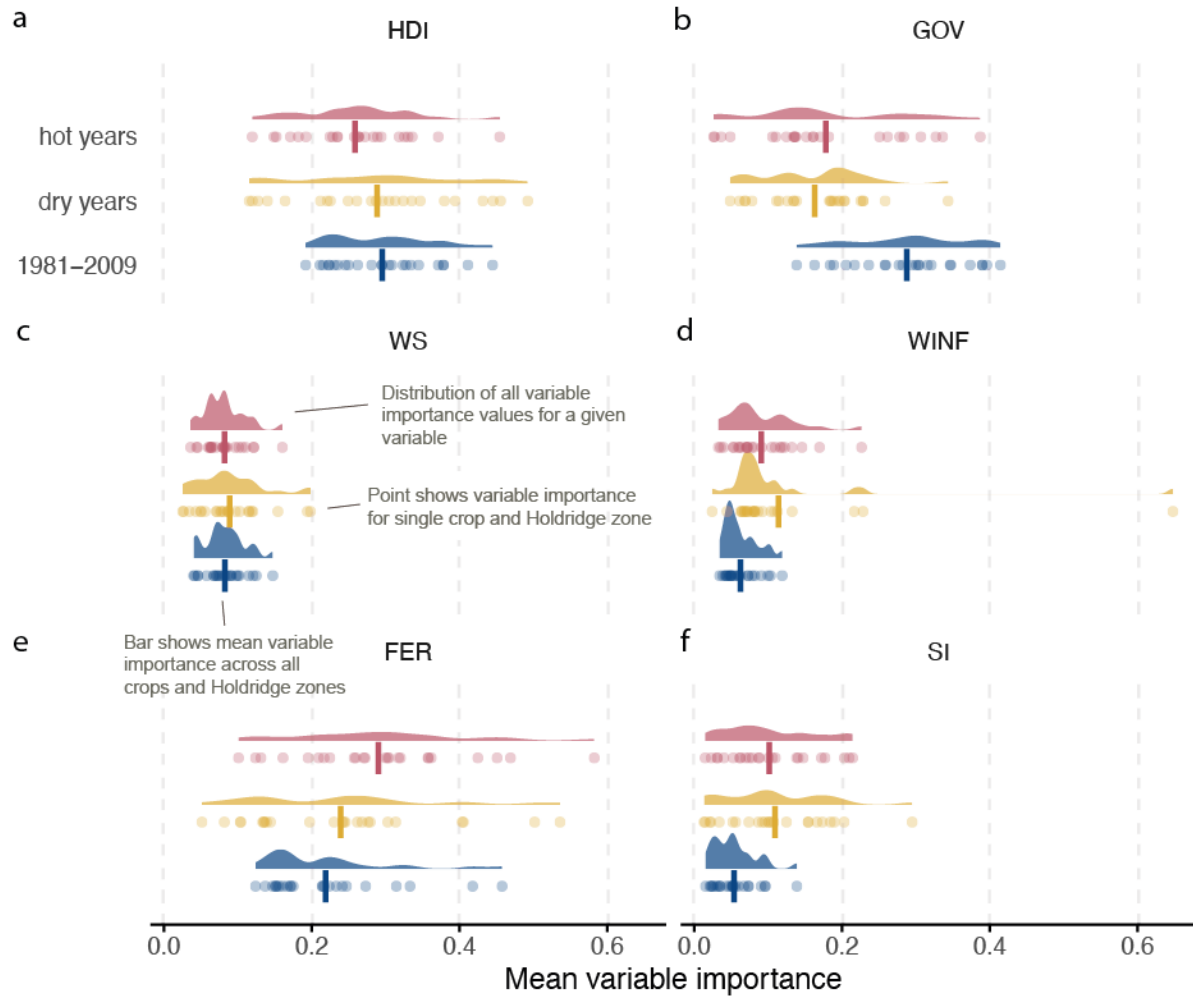 a
HDI
b
GOV
hot years
dry years
1981–2009
c
WS
d
WINF
Distribution of all variable
importance values for a given
variable
Point shows variable importance
for single crop and Holdridge zone
Bar shows mean variable
importance across all
crops and Holdridge zones
e
FER
f
SI
0.0 0.2 0.4 0.6 0.0 0.2 0.4 0.6
Mean variable importance